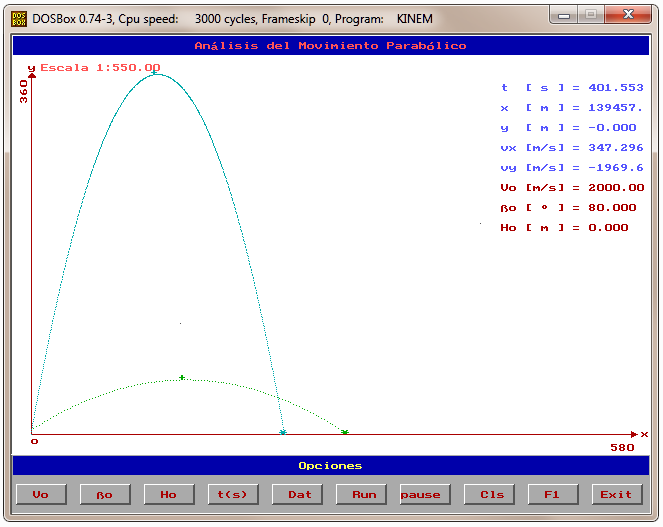 DOS BOX
DOSBox 0.74-3, Cpu speed: 3000 cycles, Frameskip 0, Program: KINEM
Análisis del Movimiento Parabólico
y Escala 1:550.00
360
t [ s ] = 401.553
x [ m ] = 139457.
y [ m ] = -0.000
vx [m/s] = 347.296
vy [m/s] = -1969.6
Vo [m/s] = 2000.00
ßo [ º ] = 80.000
Ho [ m ] = 0.000
x
o
580
Opciones
Vo ßo Ho t(s) Dat Run pause Cls F1 Exit